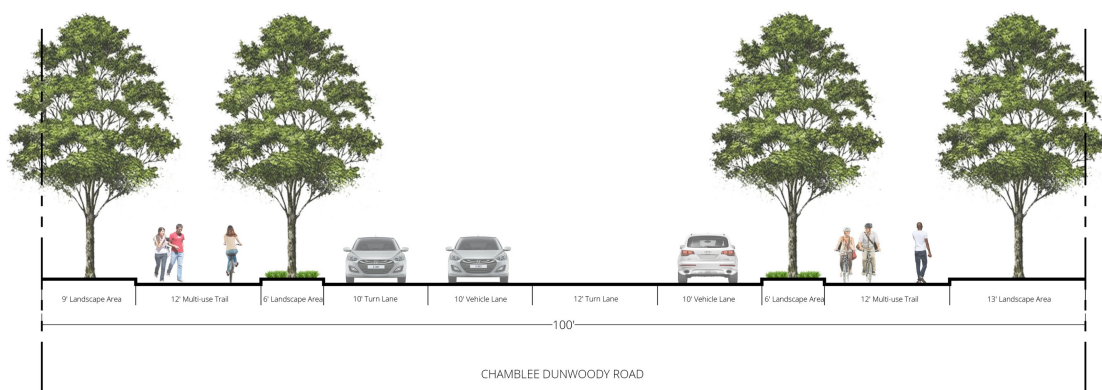 9' Landscape Area
12' Multi-use Trail
6' Landscape Area
10' Turn Lane
10' Vehicle Lane
12' Turn Lane
10' Vehicle Lane
6' Landscape Area
12' Multi-use Trail
13' Landscape Area
100'
CHAMBLEE DUNWOODY ROAD